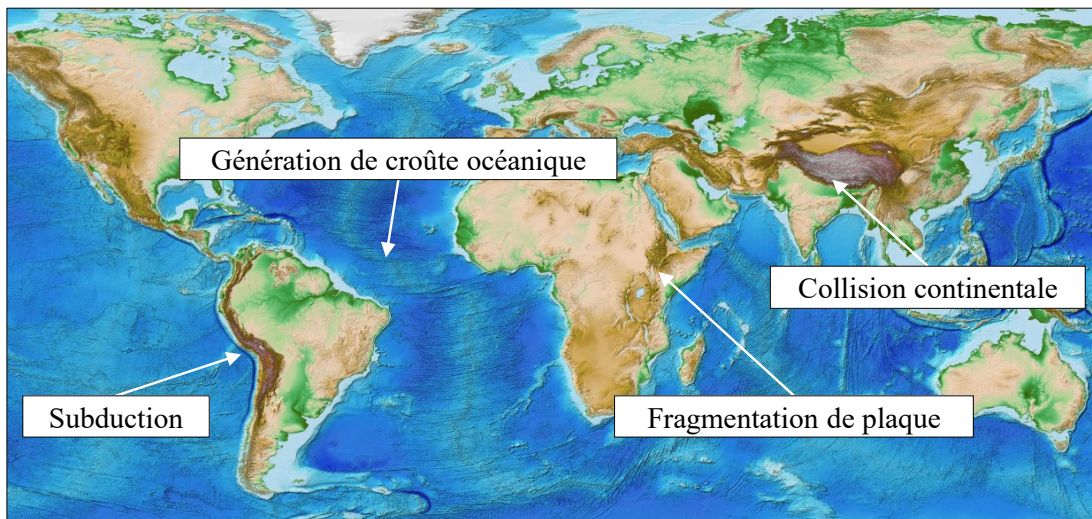 Génération de croûte océanique
Collision continentale
Subduction
Fragmentation de plaque